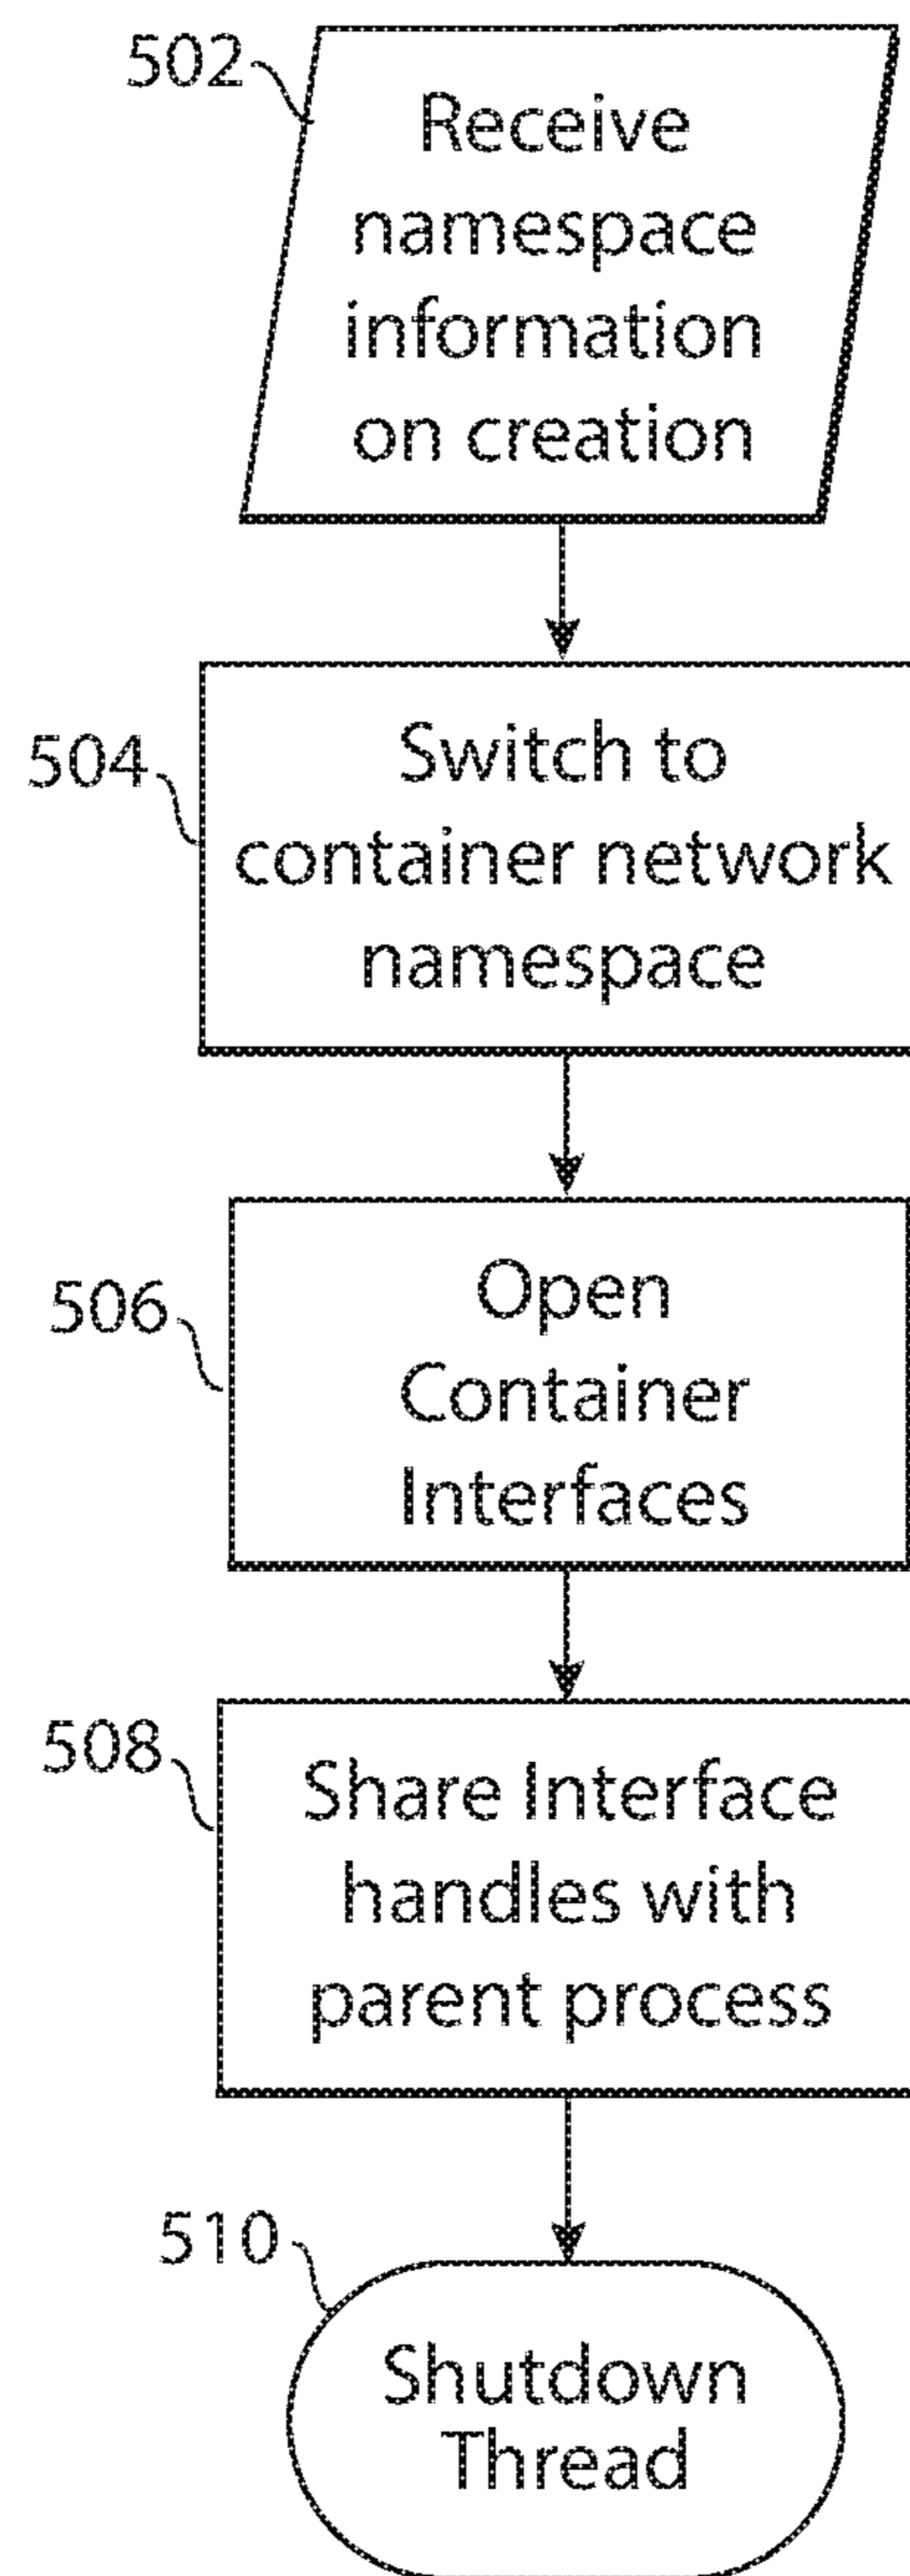 502
Receive
namespace
information
on creation
504
Switch to
container network
namespace
506
Open
Container
Interfaces
508
Share Interface
handles with
parent process
510
Shutdown
Thread